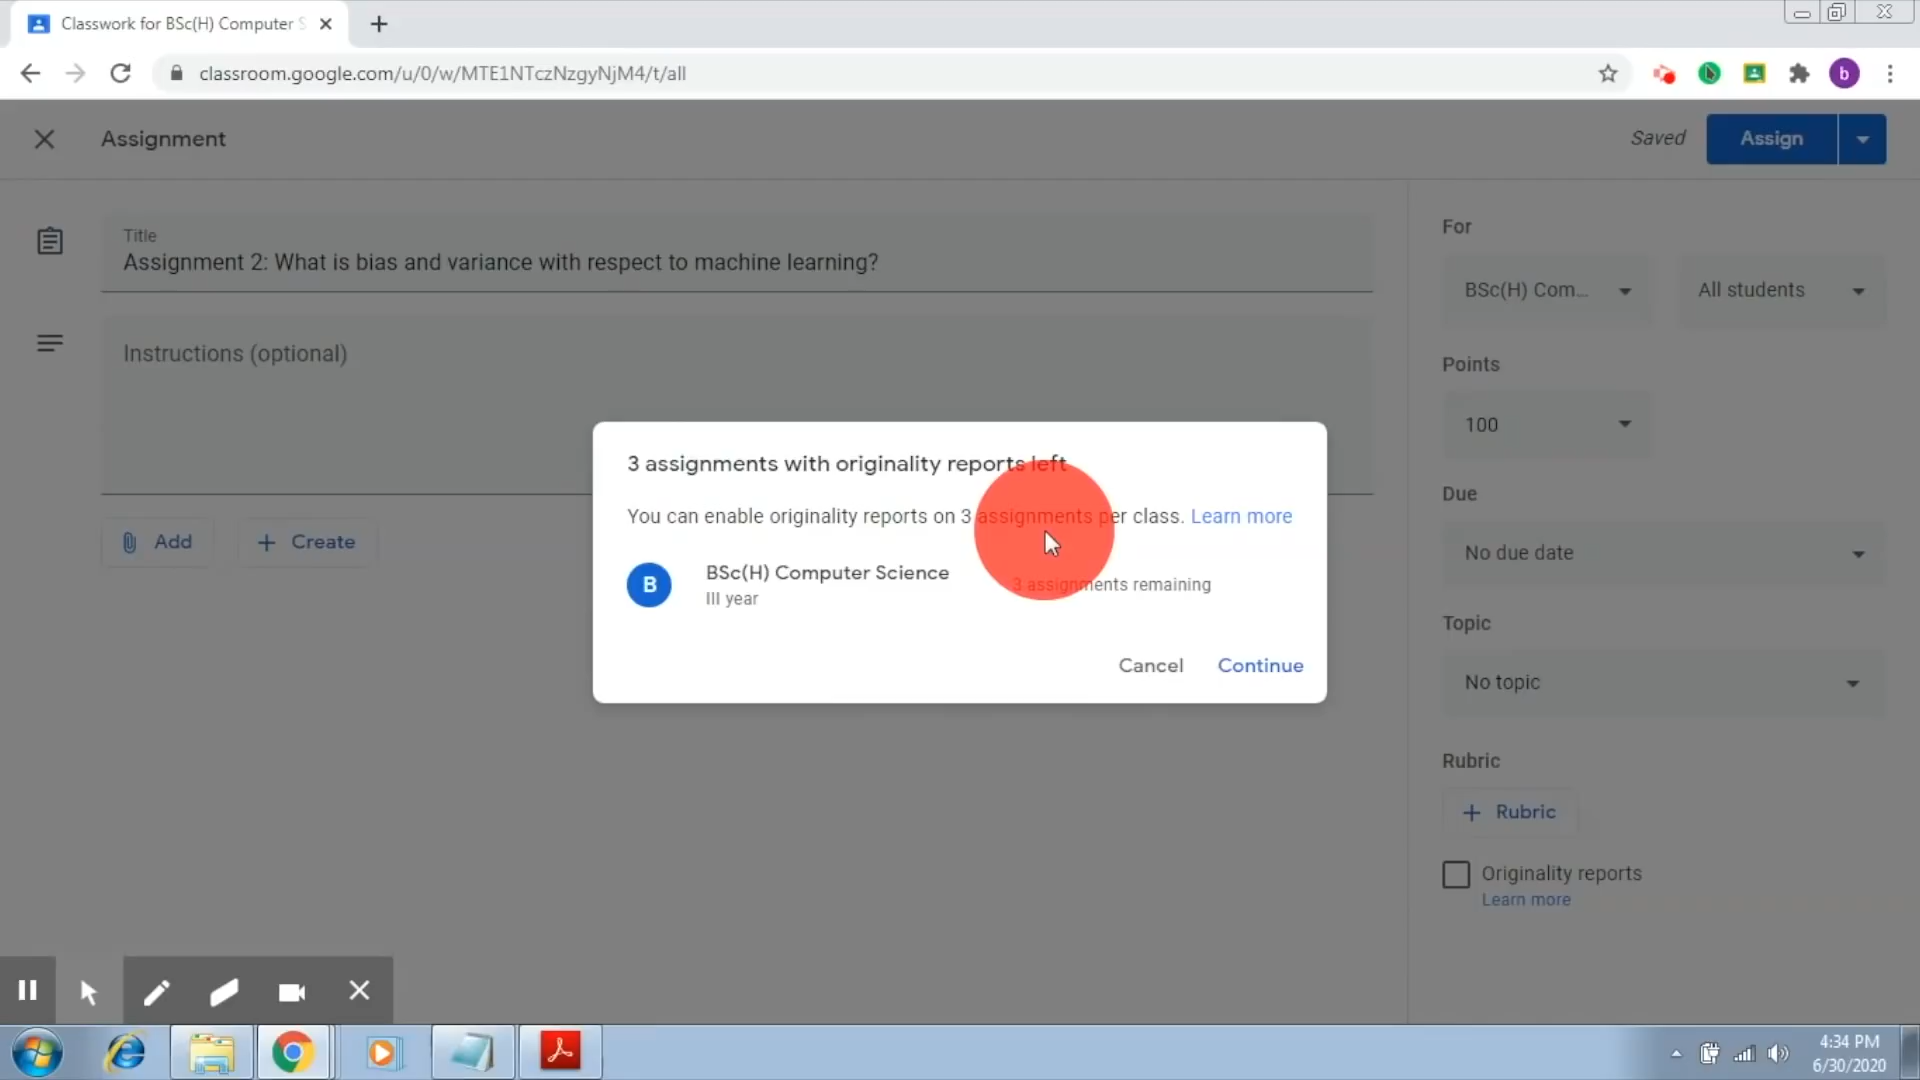 Classwork for BSc(H) Computer S
classroom.google.com/u/0/w/MTE1NTczNzgyNjM4/t/all
b
Assignment
Saved
Assign
Title
Assignment 2: What is bias and variance with respect to machine learning?
Instructions (optional)
Add
Create
For
BSc(H) Com...
All students
Points
100
Due
No due date
Topic
No topic
Rubric
Rubric
Originality reports
Learn more
3 assignments with originality reports left
You can enable originality reports on 3 assignments per class. Learn more
B
BSc(H) Computer Science
III year
3 assignments remaining
Cancel
Continue
4:34 PM
6/30/2020